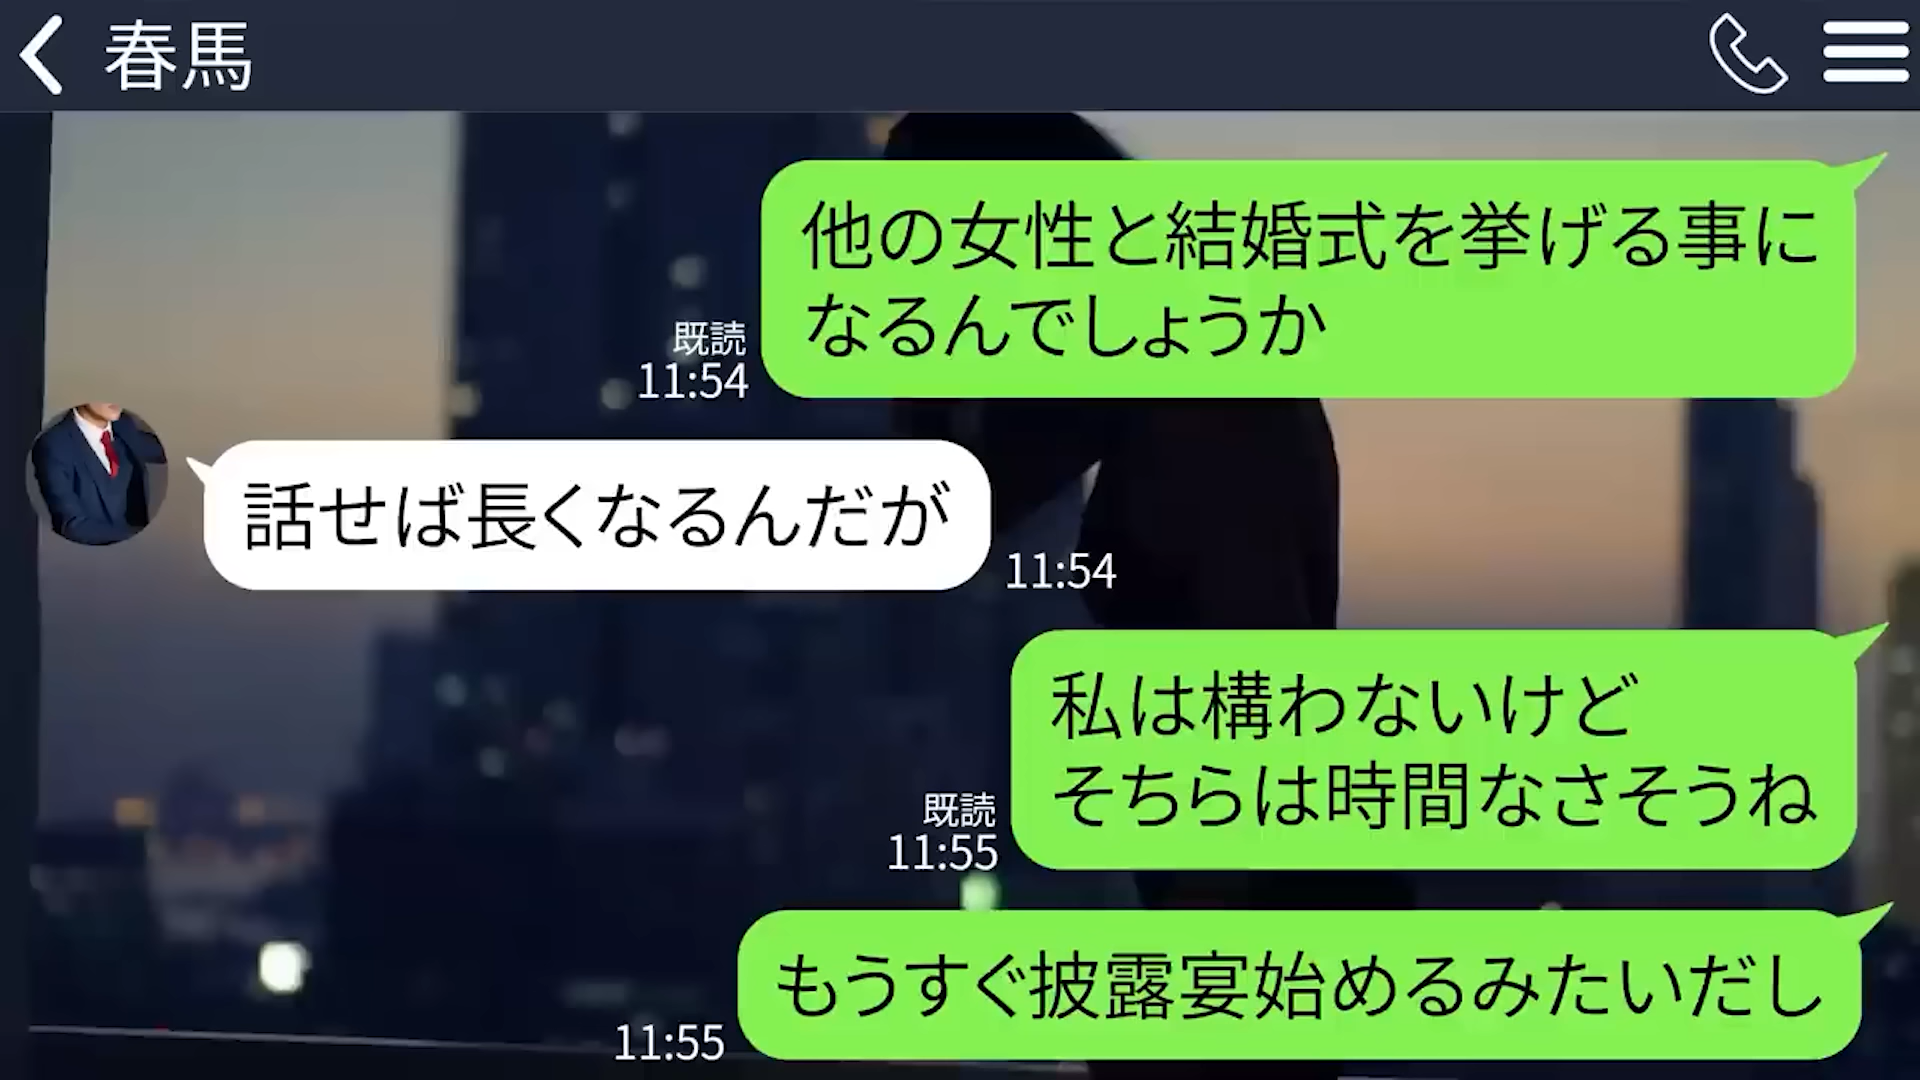 春馬
他の女性と結婚式を挙げる事に
なるんでしょうか
既読
11:54
話せば長くなるんだが
11:54
私は構わないけど
そちらは時間なさそうね
既読
11:55
もうすぐ披露宴始めるみたいだし
11:55